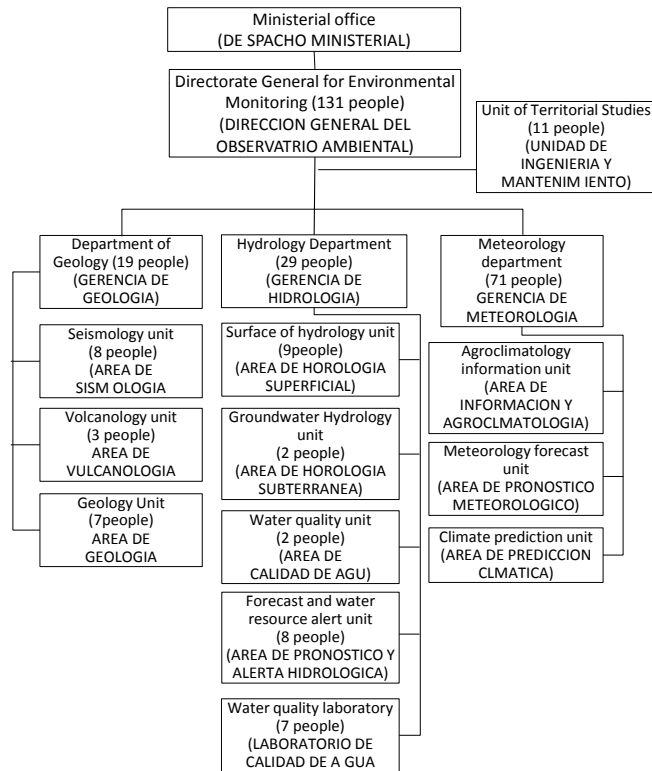 Ministerial office
(DE SPACHO MINISTERIAL)
Directorate General for Environmental
Monitoring (131 people)
(DIRECCION GENERAL DEL
OBSERVATRIO AMBIENTAL)
Unit of Territorial Studies
(11 people)
(UNIDAD DE
INGENIERIA Y
MANTENIM IENTO)
Department of
Geology (19 people)
(GERENCIA DE
GEOLOGIA)
Seismology unit
(8 people)
(AREA DE
SISM OLOGIA
Volcanology unit
(3 people)
AREA DE
VULCANOLOGIA
Geology Unit
(7people)
AREA DE
GEOLOGIA
Hydrology Department
(29 people)
(GERENCIA DE
HIDROLOGIA)
Surface of hydrology unit
(9people)
(AREA DE HOROLOGIA
SUPERFICIAL)
Groundwater Hydrology
unit
(2 people)
(AREA DE HOROLOGIA
SUBTERRANEA)
Water quality unit
(2 people)
(AREA DE
CALIDAD DE AGU)
Forecast and water
resource alert unit
(8 people)
(AREA DE PRONOSTICO Y
ALERTA HIDROLOGICA)
Water quality laboratory
(7 people)
(LABORATORIO DE
CALIDAD DE A GUA
Meteorology
department
(71 people)
GERENCIA DE
METEOROLOGIA
Agroclimatology
information unit
(AREA DE
INFORMACION Y
AGROCLMATOLOGIA)
Meteorology forecast
unit
(AREA DE PRONOSTICO
METEOROLOGICO)
Climate prediction unit
(AREA DE PREDICCION
CLMATICA)